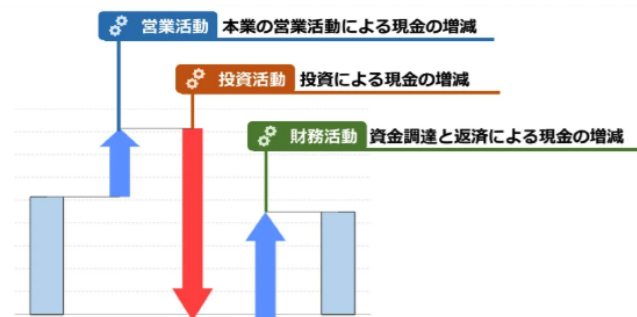 営業活動 本業の営業活動による現金の増減
投資活動 投資による現金の増減
財務活動 資金調達と返済による現金の増減